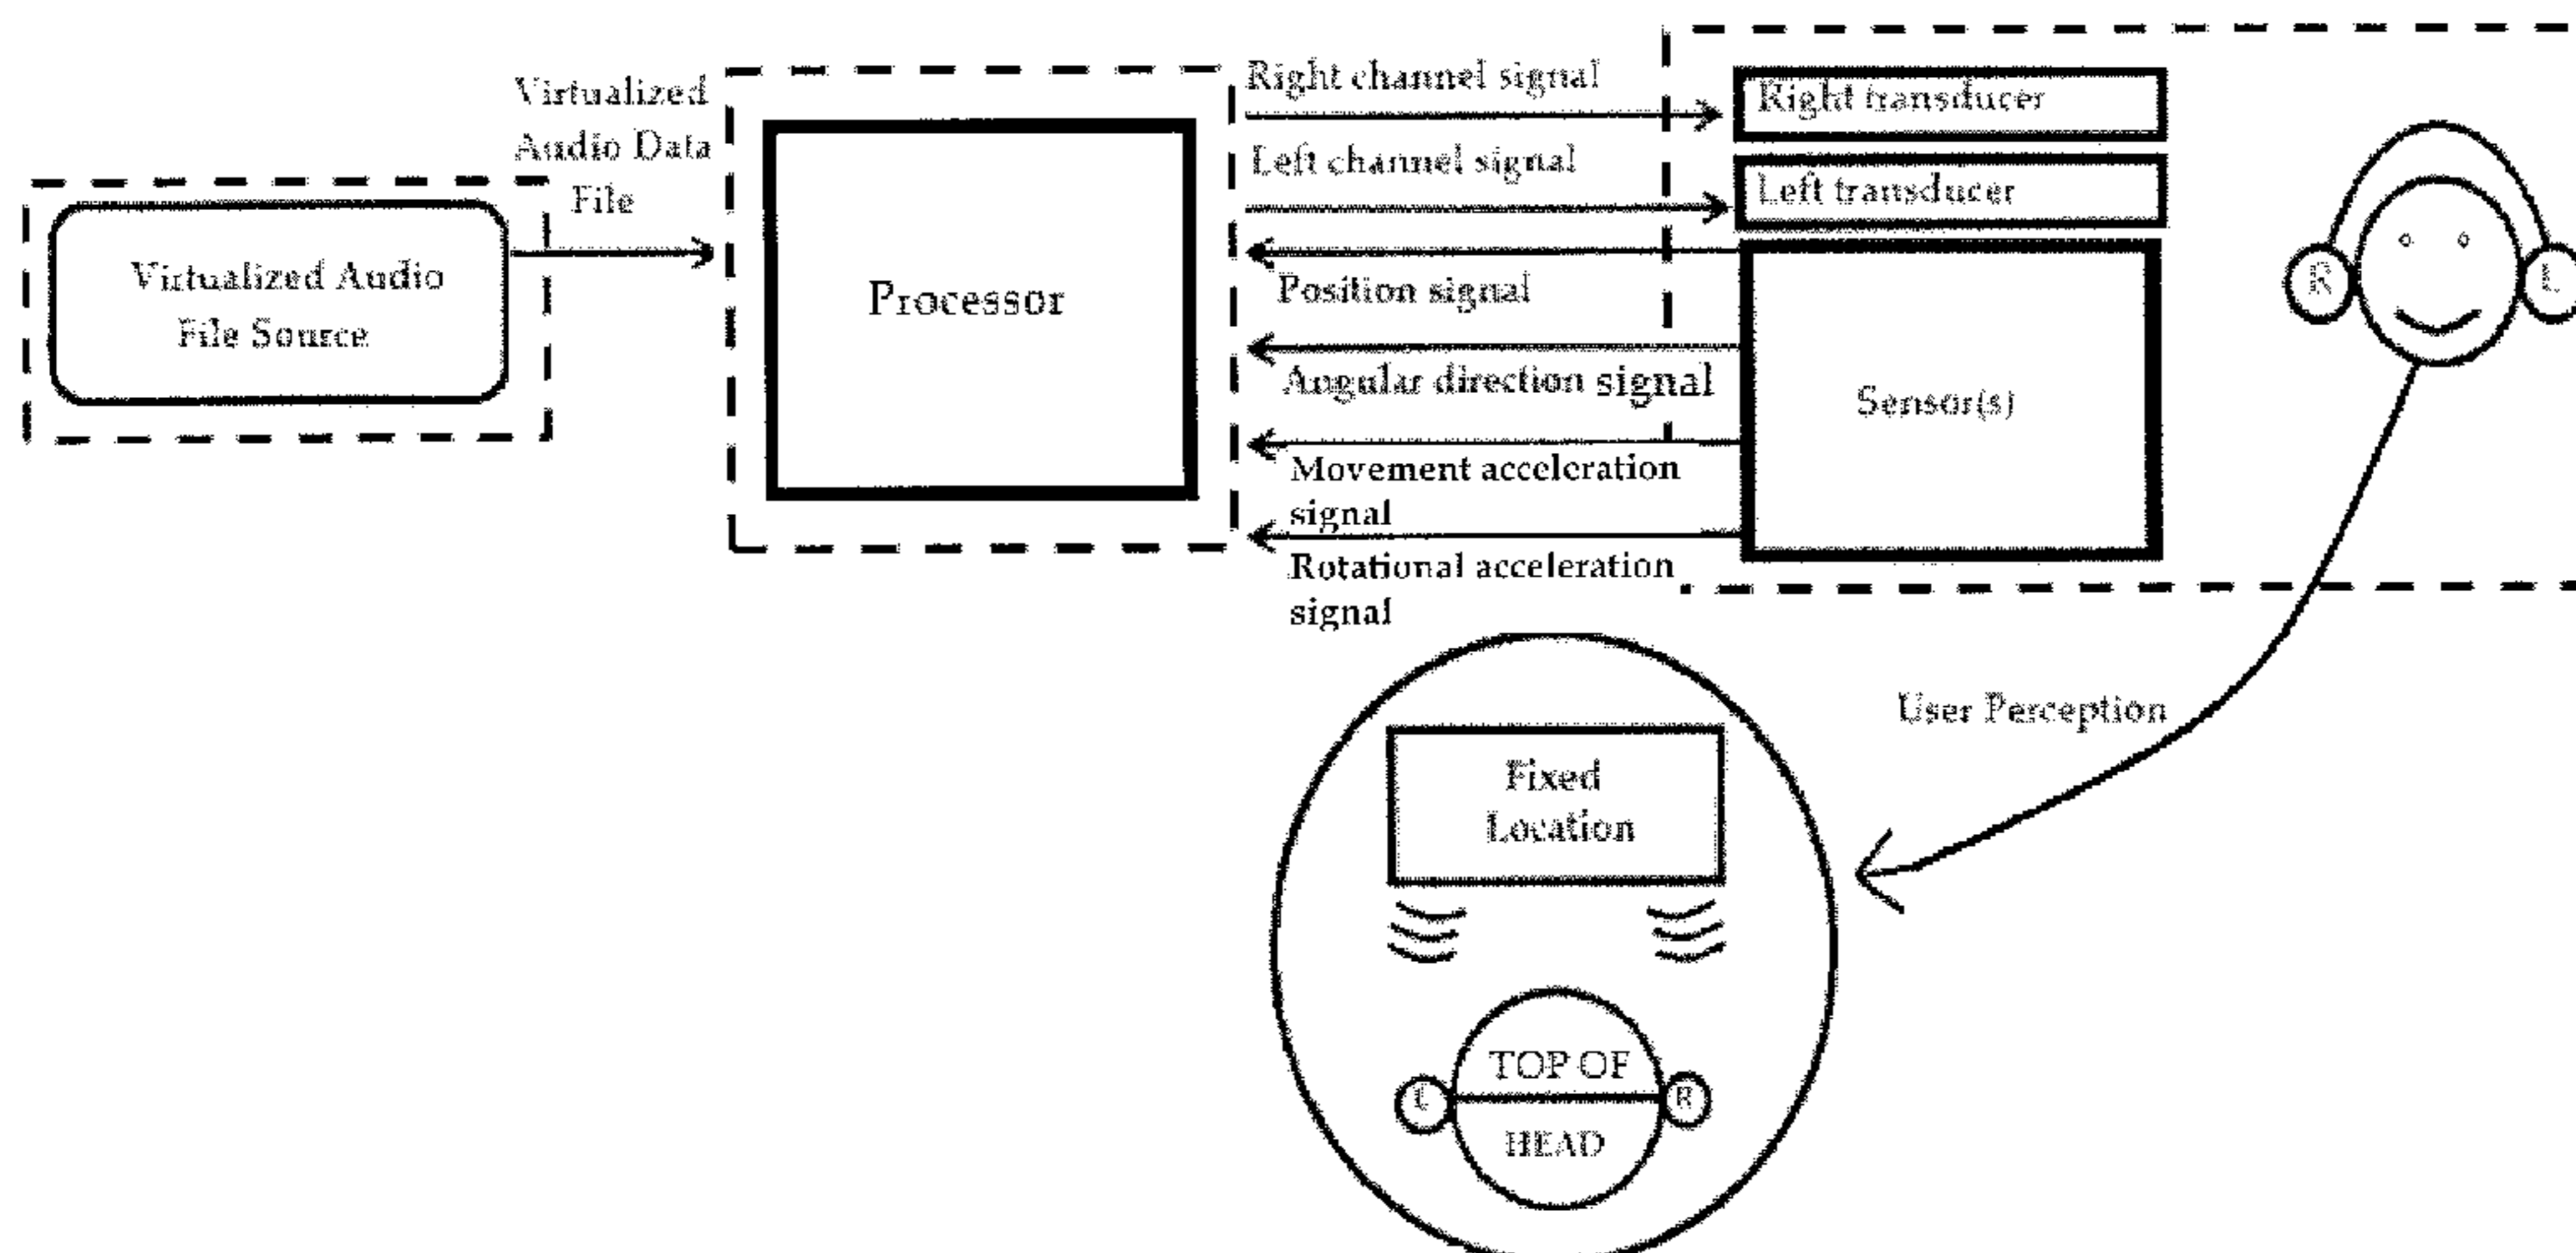 Virtualized
Audio Data
File
Virtualized Audio
File Source
Processor
Right channel signal
Left channel signal
Position signal
Angular direction signal
Movement acceleration
signal
Rotational acceleration
signal
Right transducer
Left transducer
Sensor(s)
R
L
User Perception
Fixed
Location
TOP OF
HEAD
L
R